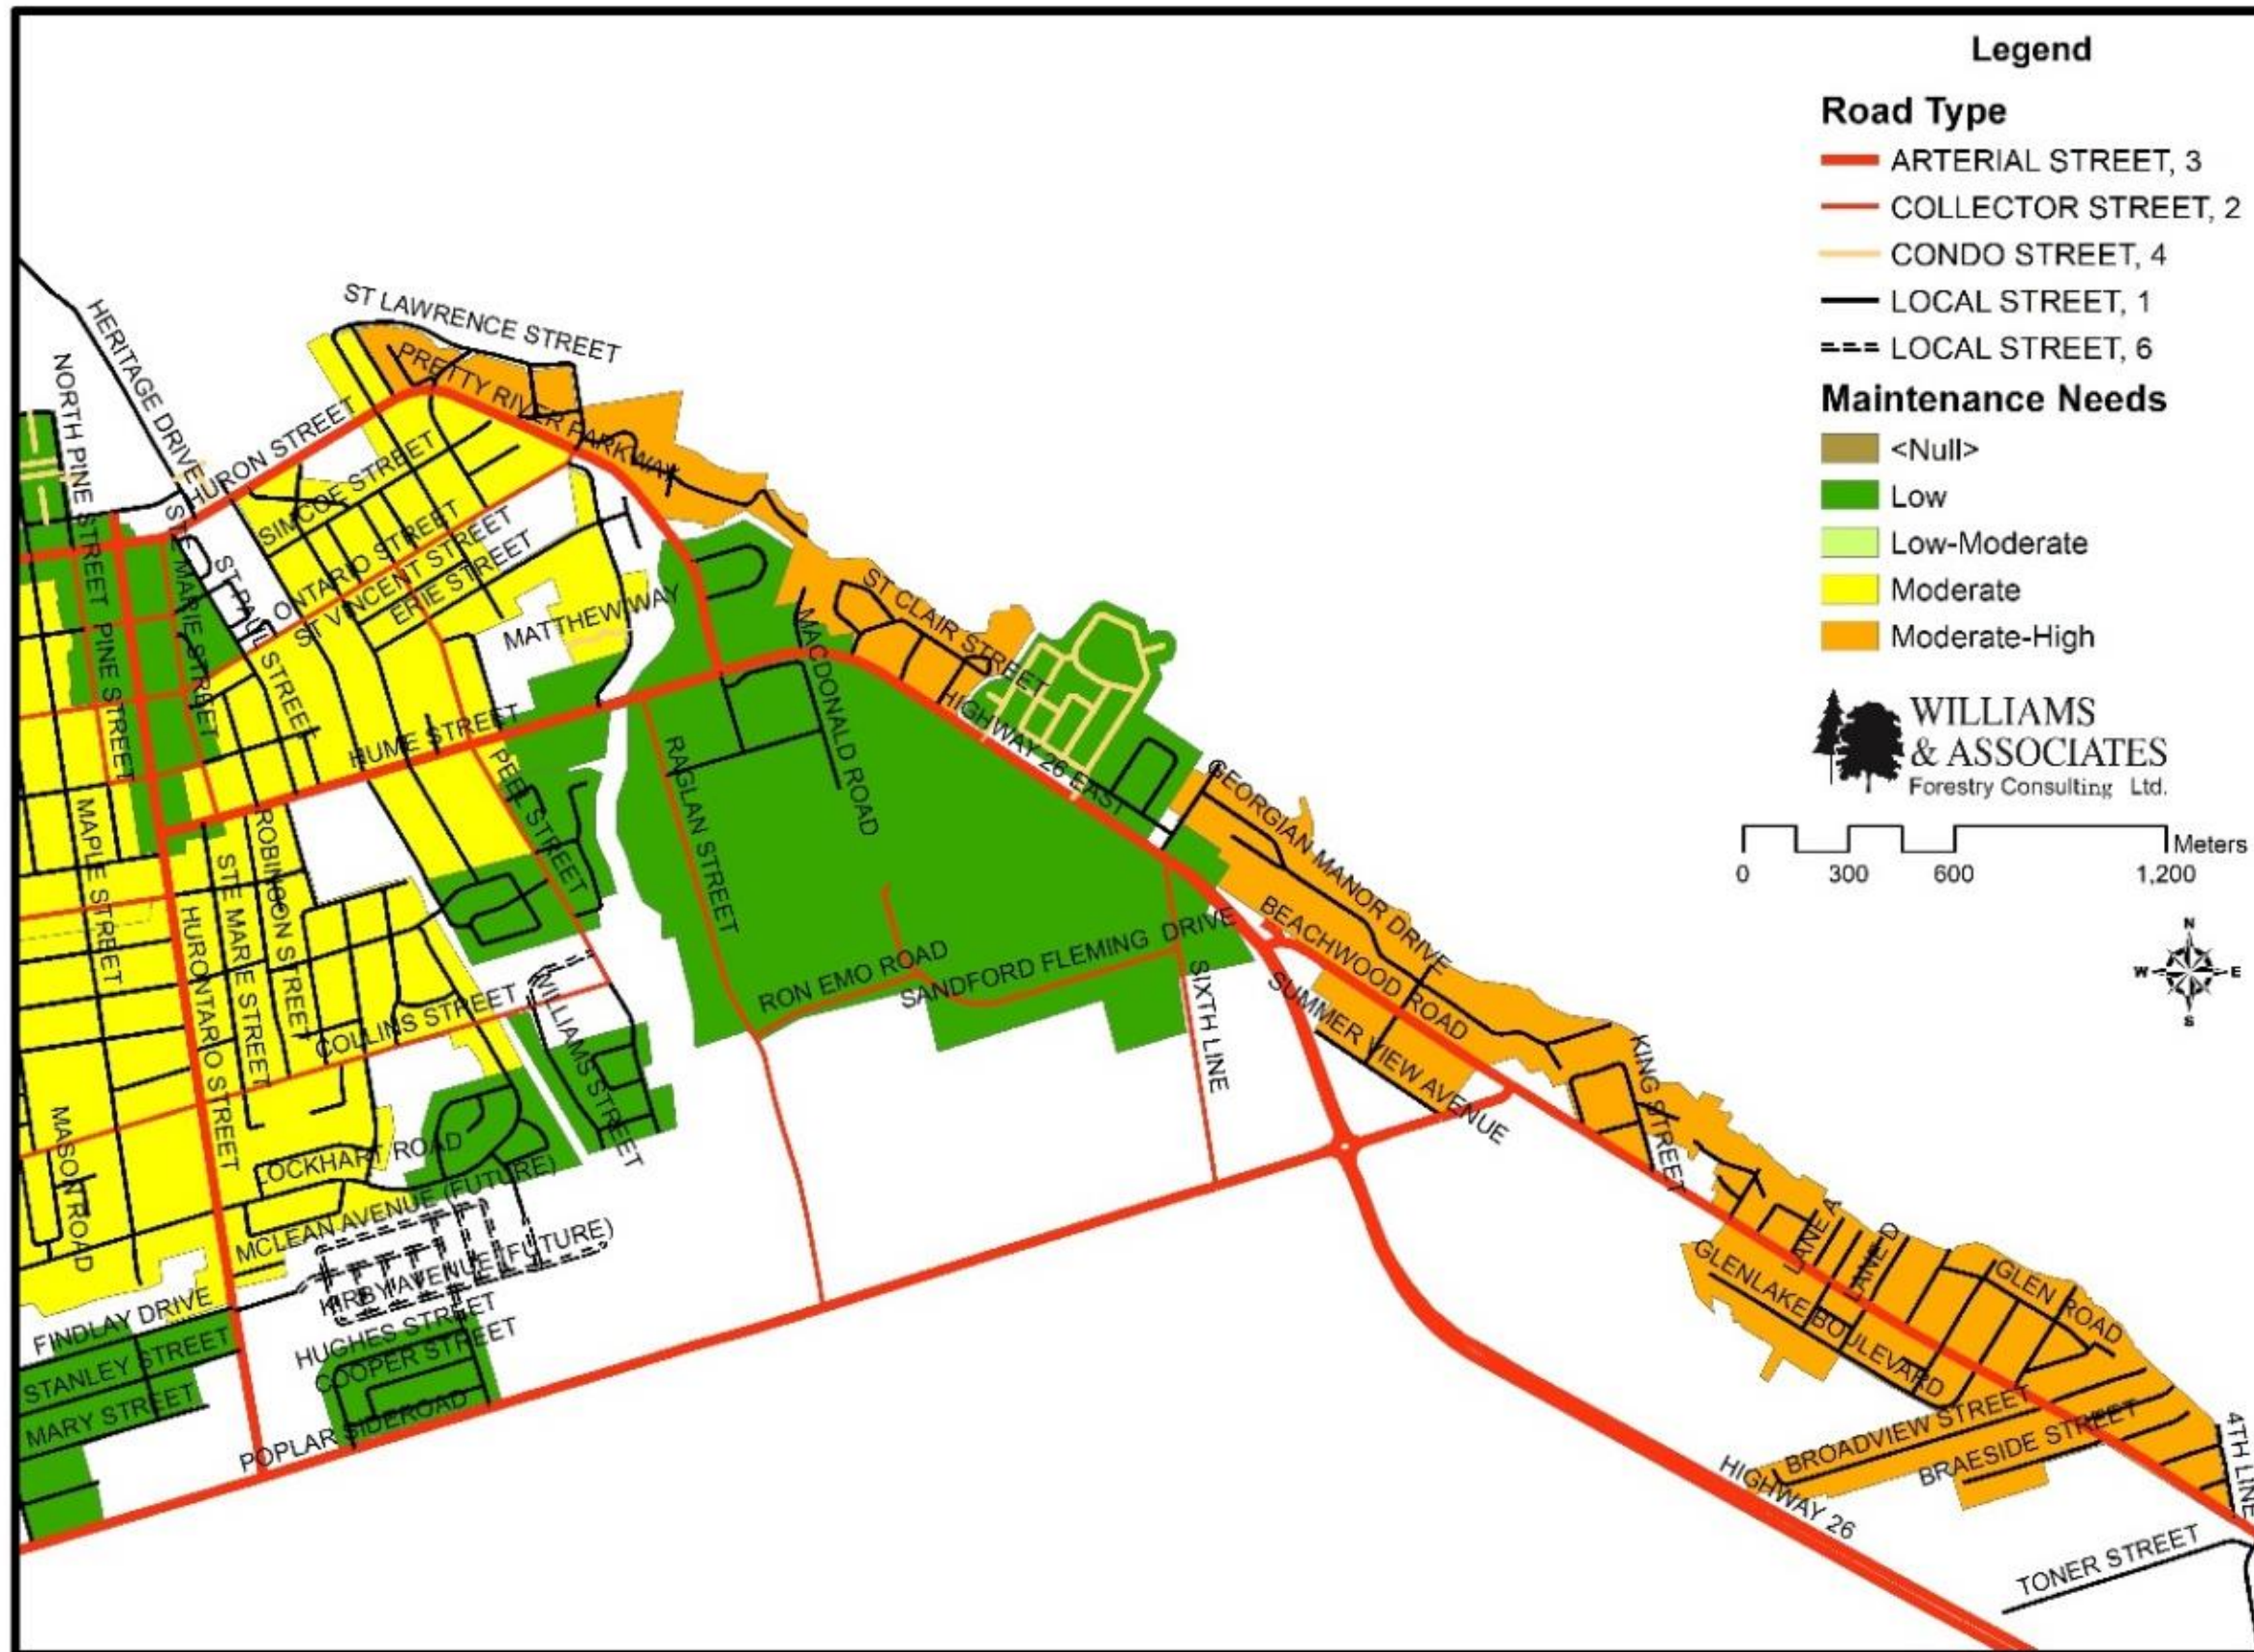 Legend
Road Type
ARTERIAL STREET, 3
COLLECTOR STREET, 2
CONDO STREET, 4
LOCAL STREET, 1
LOCAL STREET, 6
Maintenance Needs
<Null>
Low
Low-Moderate
Moderate
Moderate-High
WILLIAMS
& ASSOCIATES
Forestry Consulting Ltd.
Meters
0 300 600 1,200
N
W E
S
ST LAWRENCE STREET
HERITAGE DRIVE
NORTH PINE STREET
PRETTY RIVER PARKWAY
HURON STREET
SIMCOE STREET
ONTARIO STREET
ST VINCENT STREET
ERIE STREET
STE MARIE STREET
ST PAUL STREET
PINE STREET
MATTHEW WAY
ST CLAIR STREET
MACDONALD ROAD
HIGHWAY 26 EAST
HUME STREET
PEEL STREET
RAGLAN STREET
MAPLE STREET
ROBINSON STREET
STE MARIE STREET
HURONTARIO STREET
GEORGIAN MANOR DRIVE
BEACHWOOD ROAD
RON EMO ROAD
SANDFORD FLEMING DRIVE
SIXTH LINE
SUMMER VIEW AVENUE
COLLINS STREET
WILLIAMS STREET
KING STREET
MASON ROAD
LOCKHART ROAD
MCLEAN AVENUE (FUTURE)
KIRBY AVENUE (FUTURE)
LANE A
LANE D
GLEN ROAD
GLENLAKE BOULEVARD
FINDLAY DRIVE
HUGHES STREET
COOPER STREET
STANLEY STREET
MARY STREET
POPLAR SIDEROAD
BROADVIEW STREET
BRAESIDE STREET
4TH LINE
HIGHWAY 26
TONER STREET